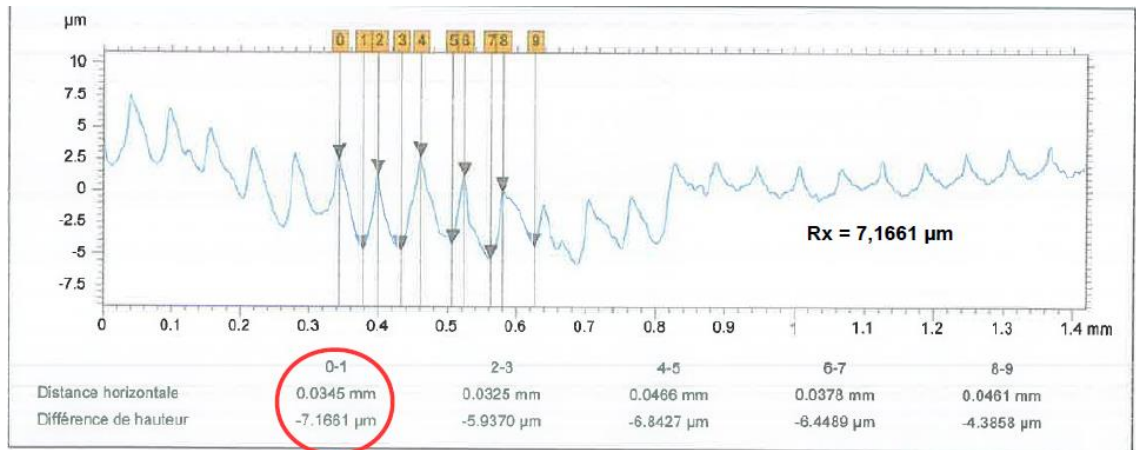 µm
0 1 2 3 4 5 6 7 8 9
10
7.5
5
2.5
0
-2.5
-5
-7.5
Rx = 7,1661 µm
0 0.1 0.2 0.3 0.4 0.5 0.6 0.7 0.8 0.9 1 1.1 1.2 1.3 1.4 mm
0-1 2-3 4-5 6-7 8-9
Distance horizontale 0.0345 mm 0.0325 mm 0.0466 mm 0.0378 mm 0.0461 mm
Différence de hauteur -7.1661 µm -5.9370 µm -6.8427 µm -6.4489 µm -4.3858 µm